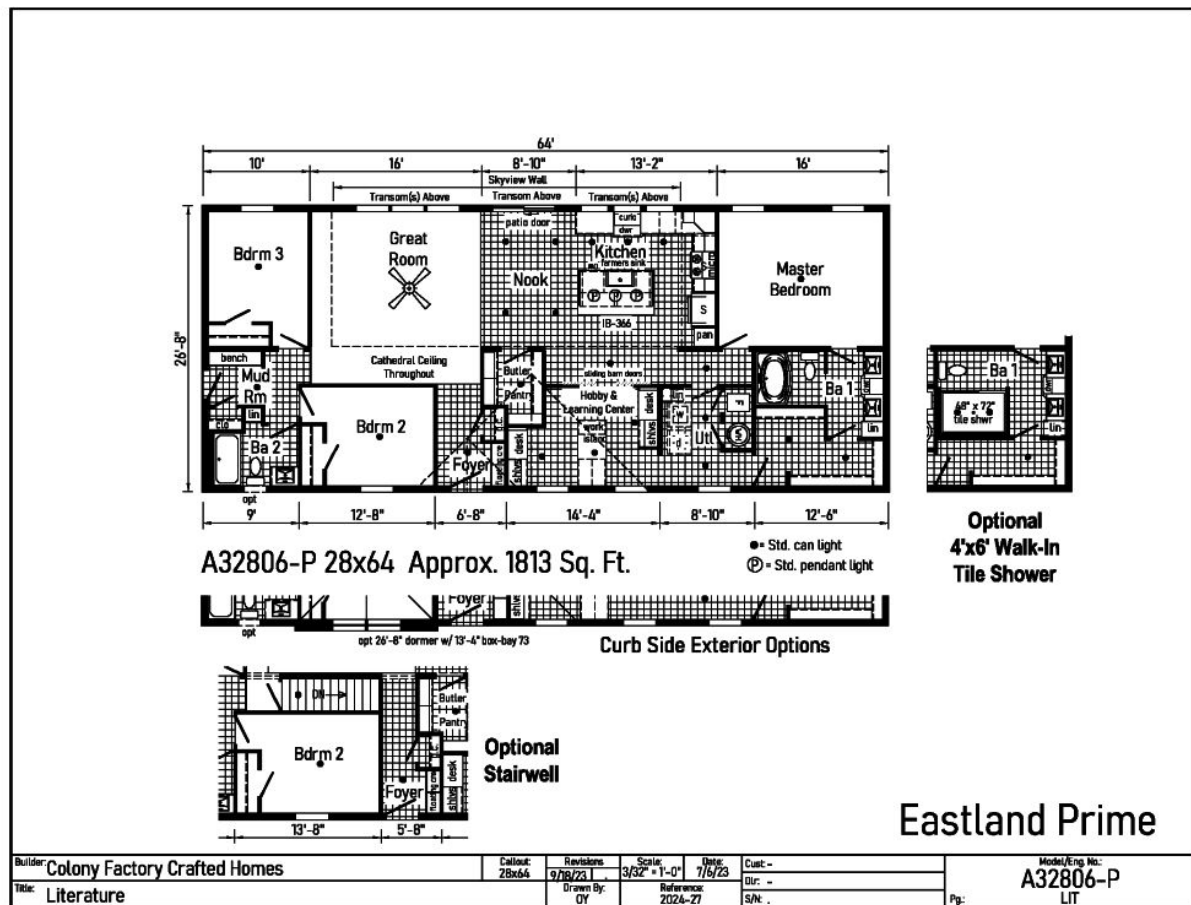 64'
10' 16' 8'-10" 13'-2" 16'
Skyview Wall
Transom(s) Above Transom Above Transom(s) Above
26'-8"
patio door
Bdrm 3
Great
Room
Nook
Kitchen
farmers sink
P P P
IB-366
S
pan
Master
Bedroom
bench
Mud
Rm
lin
clo
Ba 2
opt
Cathedral Ceiling
Throughout
Bdrm 2
Butler
Pantry
Foyer
sliding barn doors
Hobby &
Learning Center
work
island
desk
shlvs
desk
shlvs
w
d
Utl
F
WH
Ba 1
lin
9' 12'-8" 6'-8" 14'-4" 8'-10" 12'-6"
Ba 1
48" x 72"
tile shwr
lin
Optional
4'x6' Walk-In
Tile Shower
A32806-P 28x64 Approx. 1813 Sq. Ft.
= Std. can light
P = Std. pendant light
Foyer
shlvs
opt
opt 26'-8" dormer w/ 13'-4" box-bay 73
Curb Side Exterior Options
DN
Butler
Pantry
Bdrm 2
Foyer
desk
shlvs
13'-8" 5'-8"
Optional
Stairwell
Eastland Prime
Builder: Colony Factory Crafted Homes
Title: Literature
Callout: 28x64
Revisions 9/18/23
Scale: 3/32" = 1'-0"
Date: 7/6/23
Drawn By: OY
Reference: 2024-27
Cust: -
Dlr: -
S/N: .
Model/Eng. No.: A32806-P
Pg.: LIT